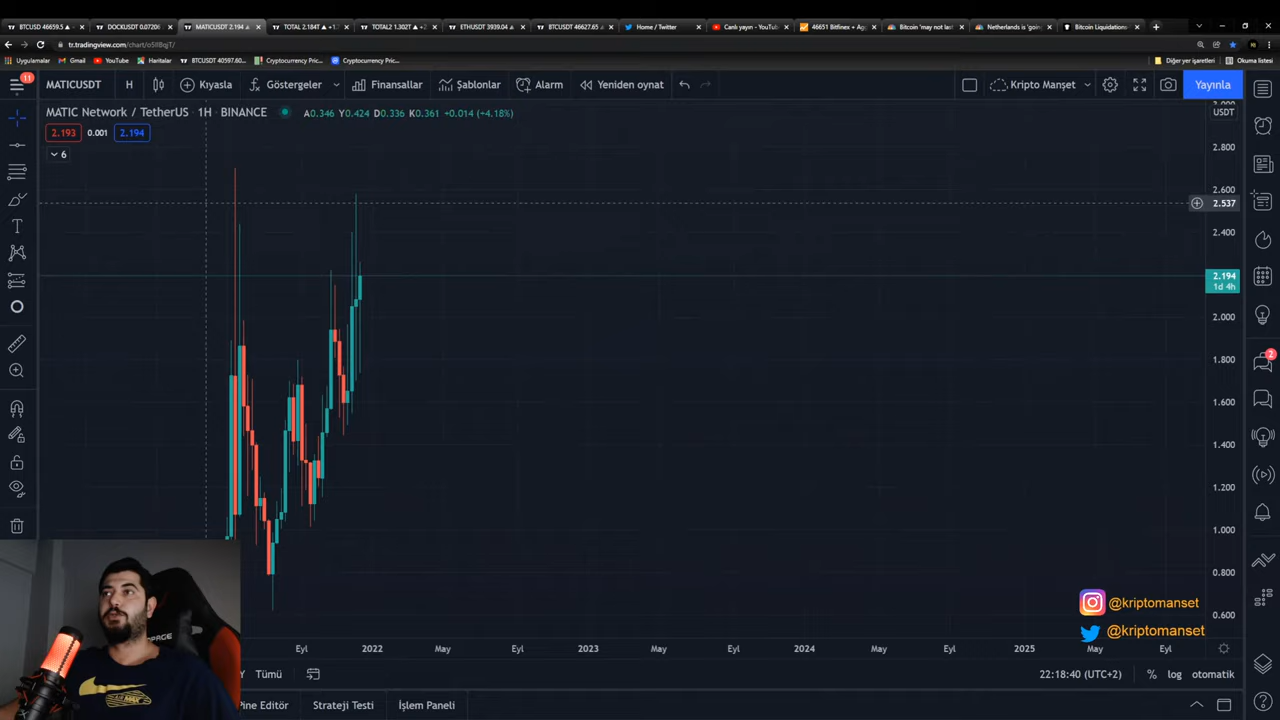 BTCUSD 46659.5
DOCKUSDT 0.07206
MATICUSDT 2.194
TOTAL 2.184T
TOTAL2 1.302T
ETHUSDT 3939.04
BTCUSDT 46627.65
Home / Twitter
Canlı yayın - YouTube
46651 Bitfinex + Agg
Bitcoin 'may not last
Netherlands is 'going
Bitcoin Liquidations
tr.tradingview.com/chart/
Uygulamalar
Gmail
YouTube
Haritalar
BTCUSDT 40597.60...
Cryptocurrency Pric...
Cryptocurrency Pric...
Diğer yer işaretleri
Okuma listesi
11
MATICUSDT
H
Kıyasla
Göstergeler
Finansallar
Şablonlar
Alarm
Yeniden oynat
Kripto Manşet
Yayınla
MATIC Network / TetherUS · 1H · BINANCE
A0.346 Y0.424 D0.336 K0.361 +0.014 (+4.18%)
USDT
2.193 0.001 2.194
6
2.800
2.600
2.537
2.400
2.194
1d 4h
2.000
1.800
1.600
1.400
1.200
1.000
0.800
0.600
2
@kriptomanset
@kriptomanset
Eyl
2022
May
Eyl
2023
May
Eyl
2024
May
Eyl
2025
May
Eyl
Y
Tümü
22:18:40 (UTC+2)
%
log
otomatik
Pine Editör
Strateji Testi
İşlem Paneli